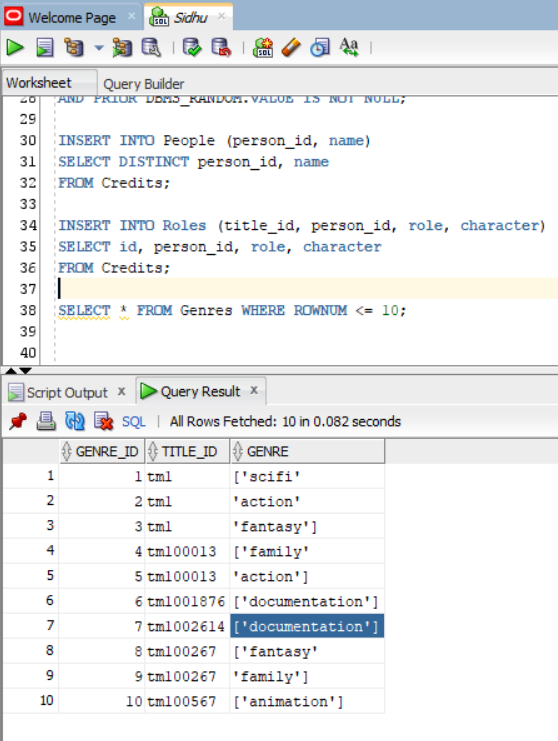 Welcome Page × Sidhu ×
SQL
SQL Aa
Worksheet Query Builder
28 AND PRIOR DBMS_RANDOM.VALUE IS NOT NULL;
29
30 INSERT INTO People (person_id, name)
31 SELECT DISTINCT person_id, name
32 FROM Credits;
33
34 INSERT INTO Roles (title_id, person_id, role, character)
35 SELECT id, person_id, role, character
36 FROM Credits;
37
38 SELECT * FROM Genres WHERE ROWNUM <= 10;
39
40
Script Output × Query Result ×
SQL | All Rows Fetched: 10 in 0.082 seconds
GENRE_ID TITLE_ID GENRE
1 1 tm1 ['scifi'
2 2 tm1 'action'
3 3 tm1 'fantasy']
4 4 tm100013 ['family'
5 5 tm100013 'action']
6 6 tm1001876 ['documentation']
7 7 tm1002614 ['documentation']
8 8 tm100267 ['fantasy'
9 9 tm100267 'family']
10 10 tm100567 ['animation']